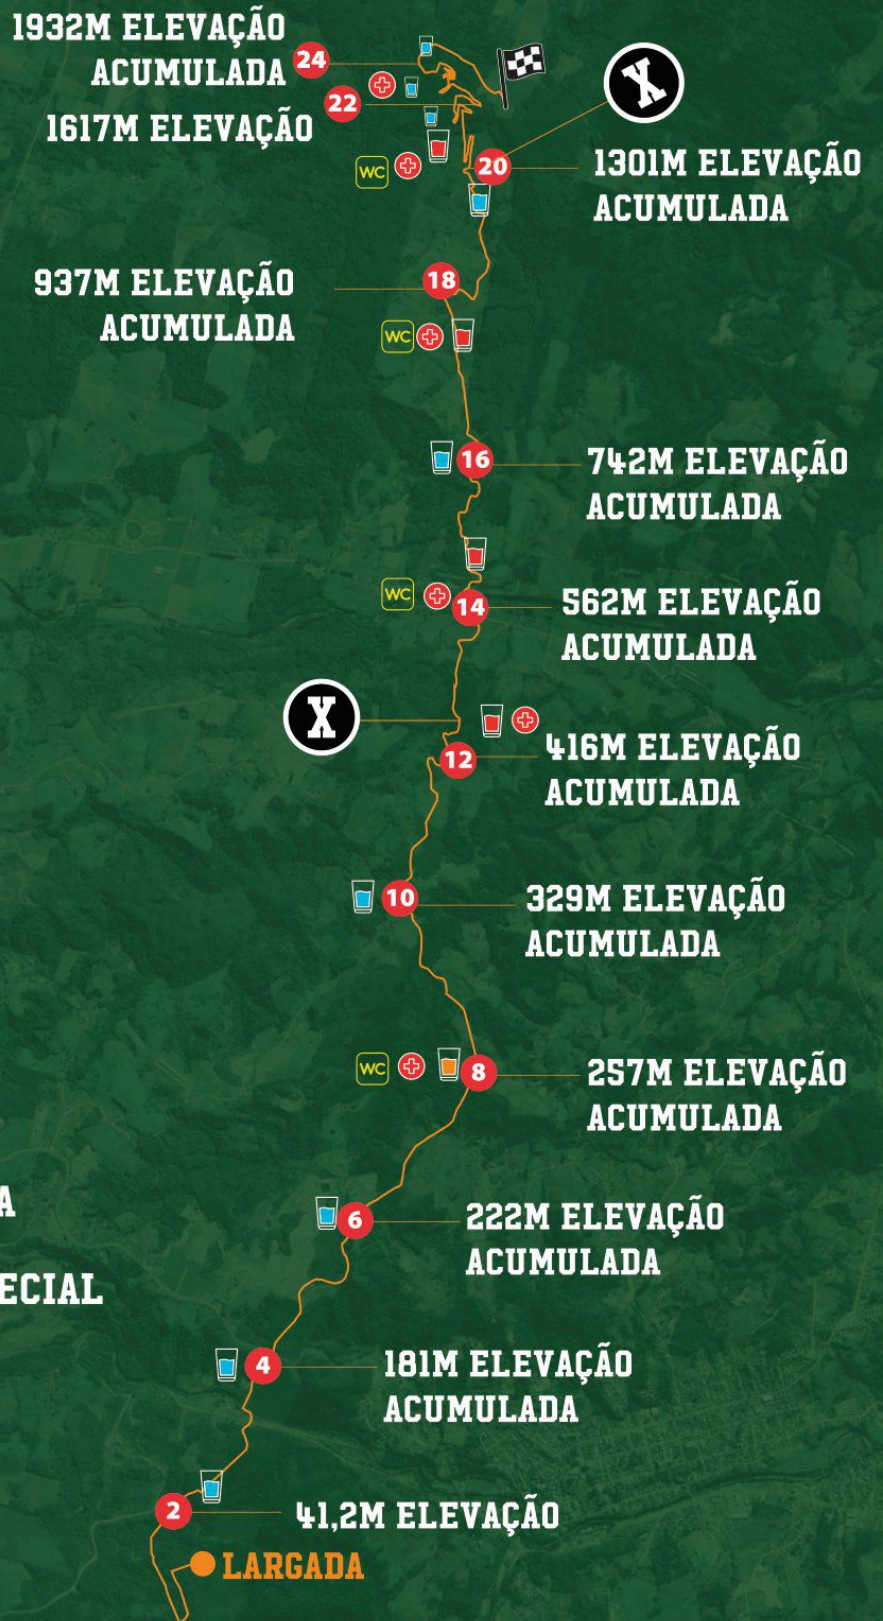 1932M ELEVAÇÃO
ACUMULADA
24
22
1617M ELEVAÇÃO
X
WC
20
1301M ELEVAÇÃO
ACUMULADA
937M ELEVAÇÃO
ACUMULADA
18
WC
16
742M ELEVAÇÃO
ACUMULADA
WC
14
562M ELEVAÇÃO
ACUMULADA
X
12
416M ELEVAÇÃO
ACUMULADA
10
329M ELEVAÇÃO
ACUMULADA
WC
8
257M ELEVAÇÃO
ACUMULADA
A
6
222M ELEVAÇÃO
ACUMULADA
ECIAL
4
181M ELEVAÇÃO
ACUMULADA
2
41,2M ELEVAÇÃO
LARGADA